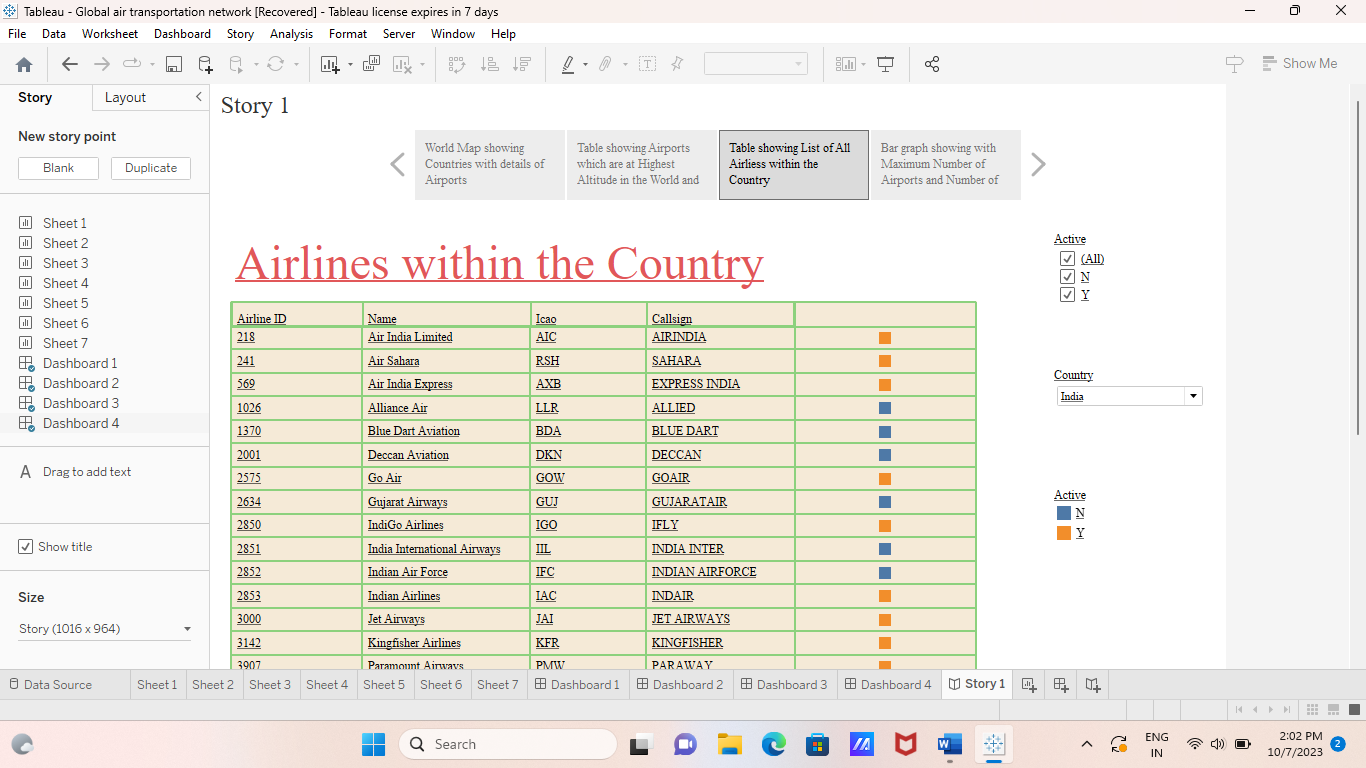 Tableau - Global air transportation network [Recovered] - Tableau license expires in 7 days
File Data Worksheet Dashboard Story Analysis Format Server Window Help
Show Me
Story Layout
New story point
Blank Duplicate
Sheet 1
Sheet 2
Sheet 3
Sheet 4
Sheet 5
Sheet 6
Sheet 7
Dashboard 1
Dashboard 2
Dashboard 3
Dashboard 4
A Drag to add text
Show title
Size
Story (1016 x 964)
Story 1
World Map showing
Countries with details of
Airports
Table showing Airports
which are at Highest
Altitude in the World and
Table showing List of All
Airliess within the
Country
Bar graph showing with
Maximum Number of
Airports and Number of
Airlines within the Country
Airline ID Name Icao Callsign
218 Air India Limited AIC AIRINDIA
241 Air Sahara RSH SAHARA
569 Air India Express AXB EXPRESS INDIA
1026 Alliance Air LLR ALLIED
1370 Blue Dart Aviation BDA BLUE DART
2001 Deccan Aviation DKN DECCAN
2575 Go Air GOW GOAIR
2634 Gujarat Airways GUJ GUJARATAIR
2850 IndiGo Airlines IGO IFLY
2851 India International Airways IIL INDIA INTER
2852 Indian Air Force IFC INDIAN AIRFORCE
2853 Indian Airlines IAC INDAIR
3000 Jet Airways JAI JET AIRWAYS
3142 Kingfisher Airlines KFR KINGFISHER
3907 Paramount Airways PMW PARAWAY
Active
(All)
N
Y
Country
India
Active
N
Y
Data Source Sheet 1 Sheet 2 Sheet 3 Sheet 4 Sheet 5 Sheet 6 Sheet 7 Dashboard 1 Dashboard 2 Dashboard 3 Dashboard 4 Story 1
Search
ENG
IN
2:02 PM
10/7/2023
2